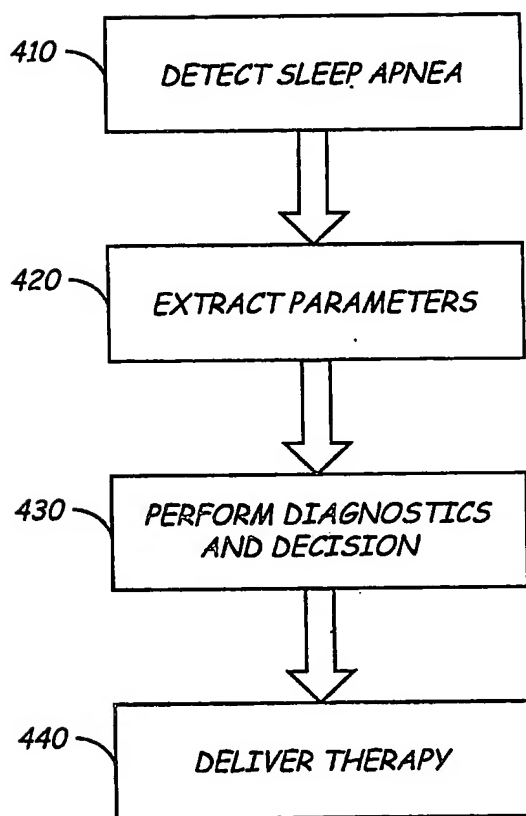 410
DETECT SLEEP APNEA
420
EXTRACT PARAMETERS
430
PERFORM DIAGNOSTICS
AND DECISION
440
DELIVER THERAPY